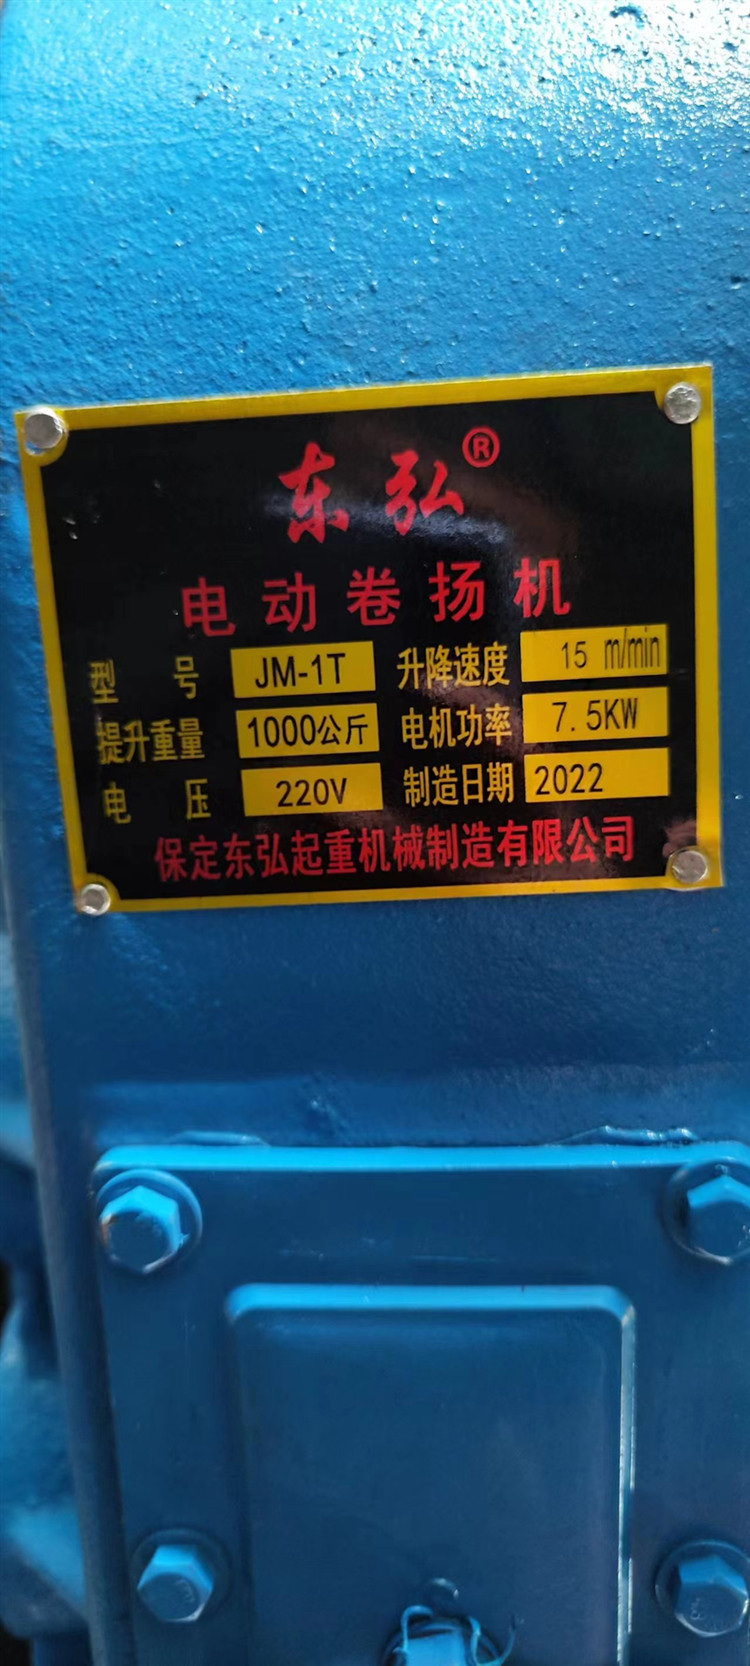 东弘®
电动卷扬机
型号 JM-1T 升降速度 15 m/min
提升重量 1000公斤 电机功率 7.5KW
电压 220V 制造日期 2022
保定东弘起重机械制造有限公司